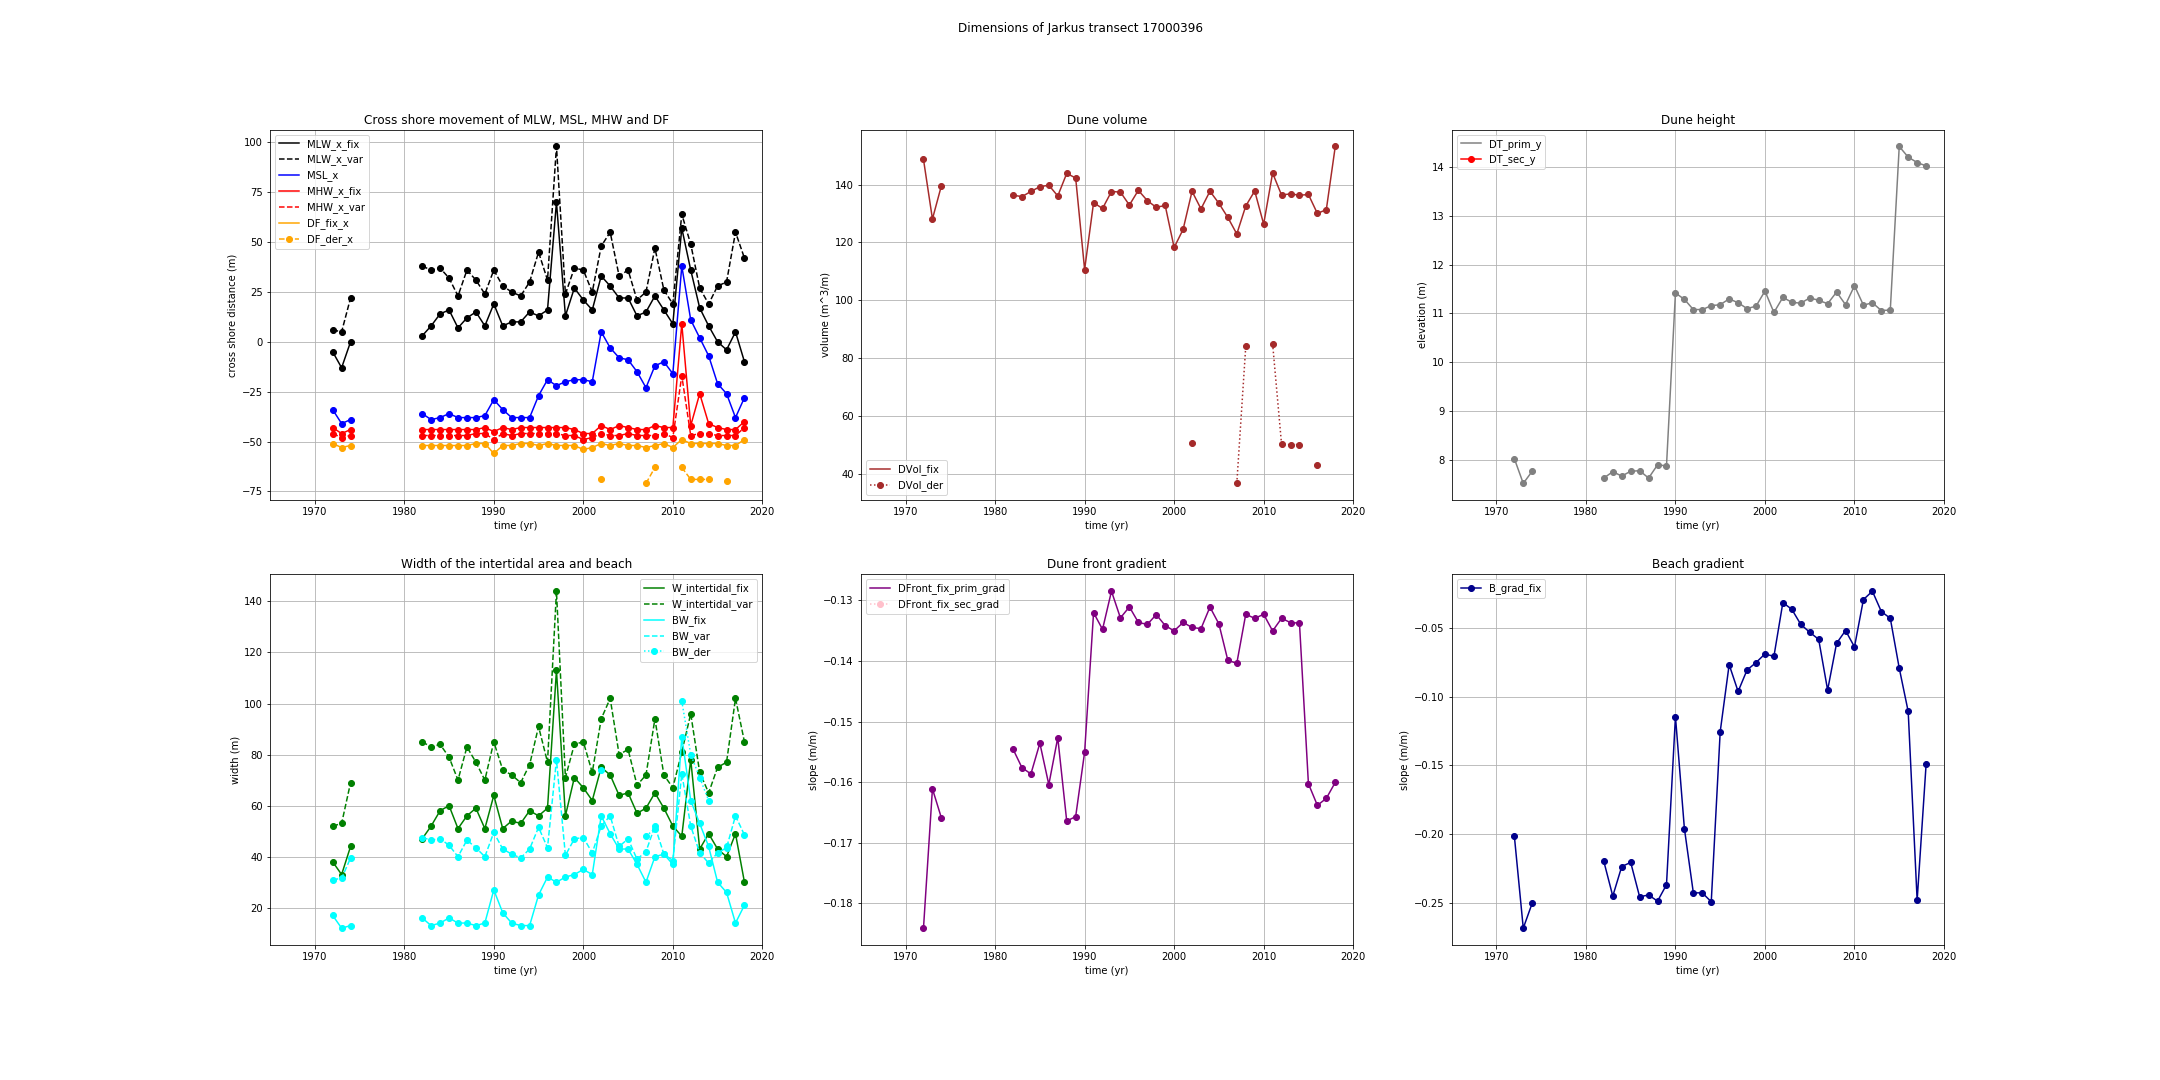 Dimensions of Jarkus transect 17000396
Cross shore movement of MLW, MSL, MHW and DF
MLW_x_fix
MLW_x_var
MSL_x
MHW_x_fix
MHW_x_var
DF_fix_x
DF_der_x
cross shore distance (m)
100
75
50
25
0
−25
−50
−75
1970 1980 1990 2000 2010 2020
time (yr)
Dune volume
DVol_fix
DVol_der
volume (m^3/m)
140
120
100
80
60
40
1970 1980 1990 2000 2010 2020
time (yr)
Dune height
DT_prim_y
DT_sec_y
elevation (m)
14
13
12
11
10
9
8
1970 1980 1990 2000 2010 2020
time (yr)
Width of the intertidal area and beach
W_intertidal_fix
W_intertidal_var
BW_fix
BW_var
BW_der
width (m)
140
120
100
80
60
40
20
1970 1980 1990 2000 2010 2020
time (yr)
Dune front gradient
DFront_fix_prim_grad
DFront_fix_sec_grad
slope (m/m)
−0.13
−0.14
−0.15
−0.16
−0.17
−0.18
1970 1980 1990 2000 2010 2020
time (yr)
Beach gradient
B_grad_fix
slope (m/m)
−0.05
−0.10
−0.15
−0.20
−0.25
1970 1980 1990 2000 2010 2020
time (yr)